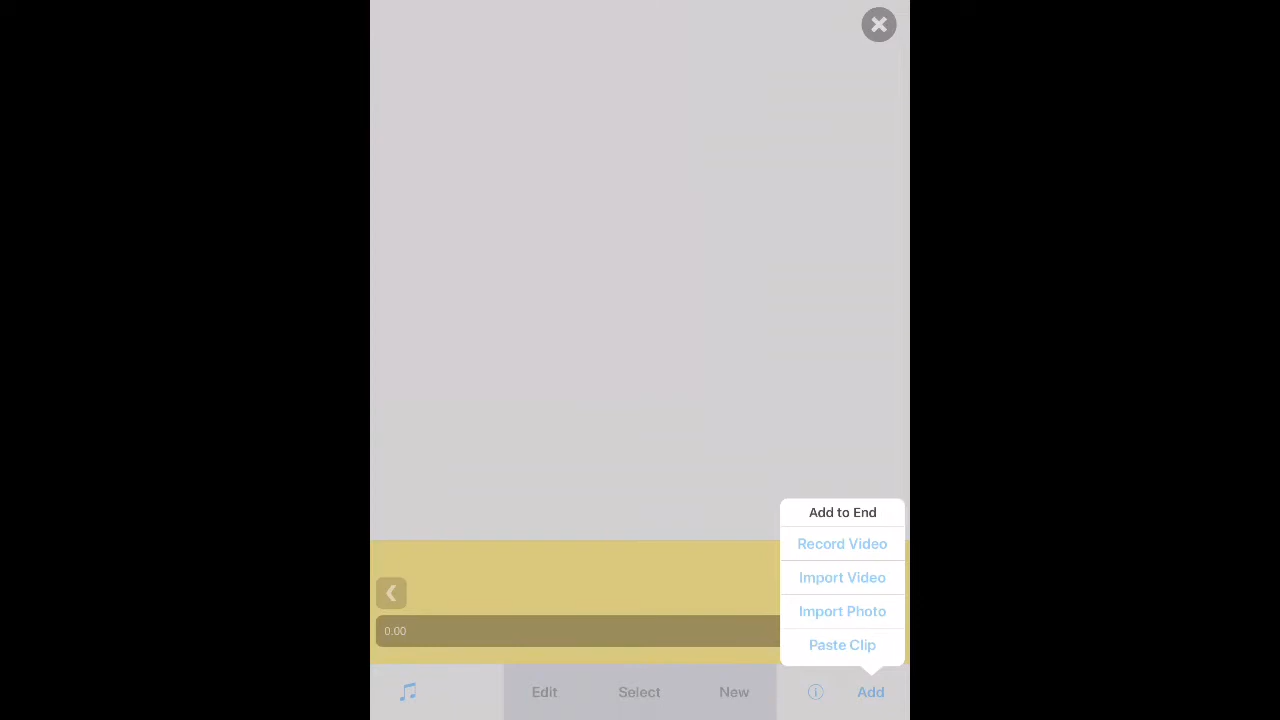 Add to End
Record Video
Import Video
Import Photo
Paste Clip
0.00
Edit
Select
New
Add